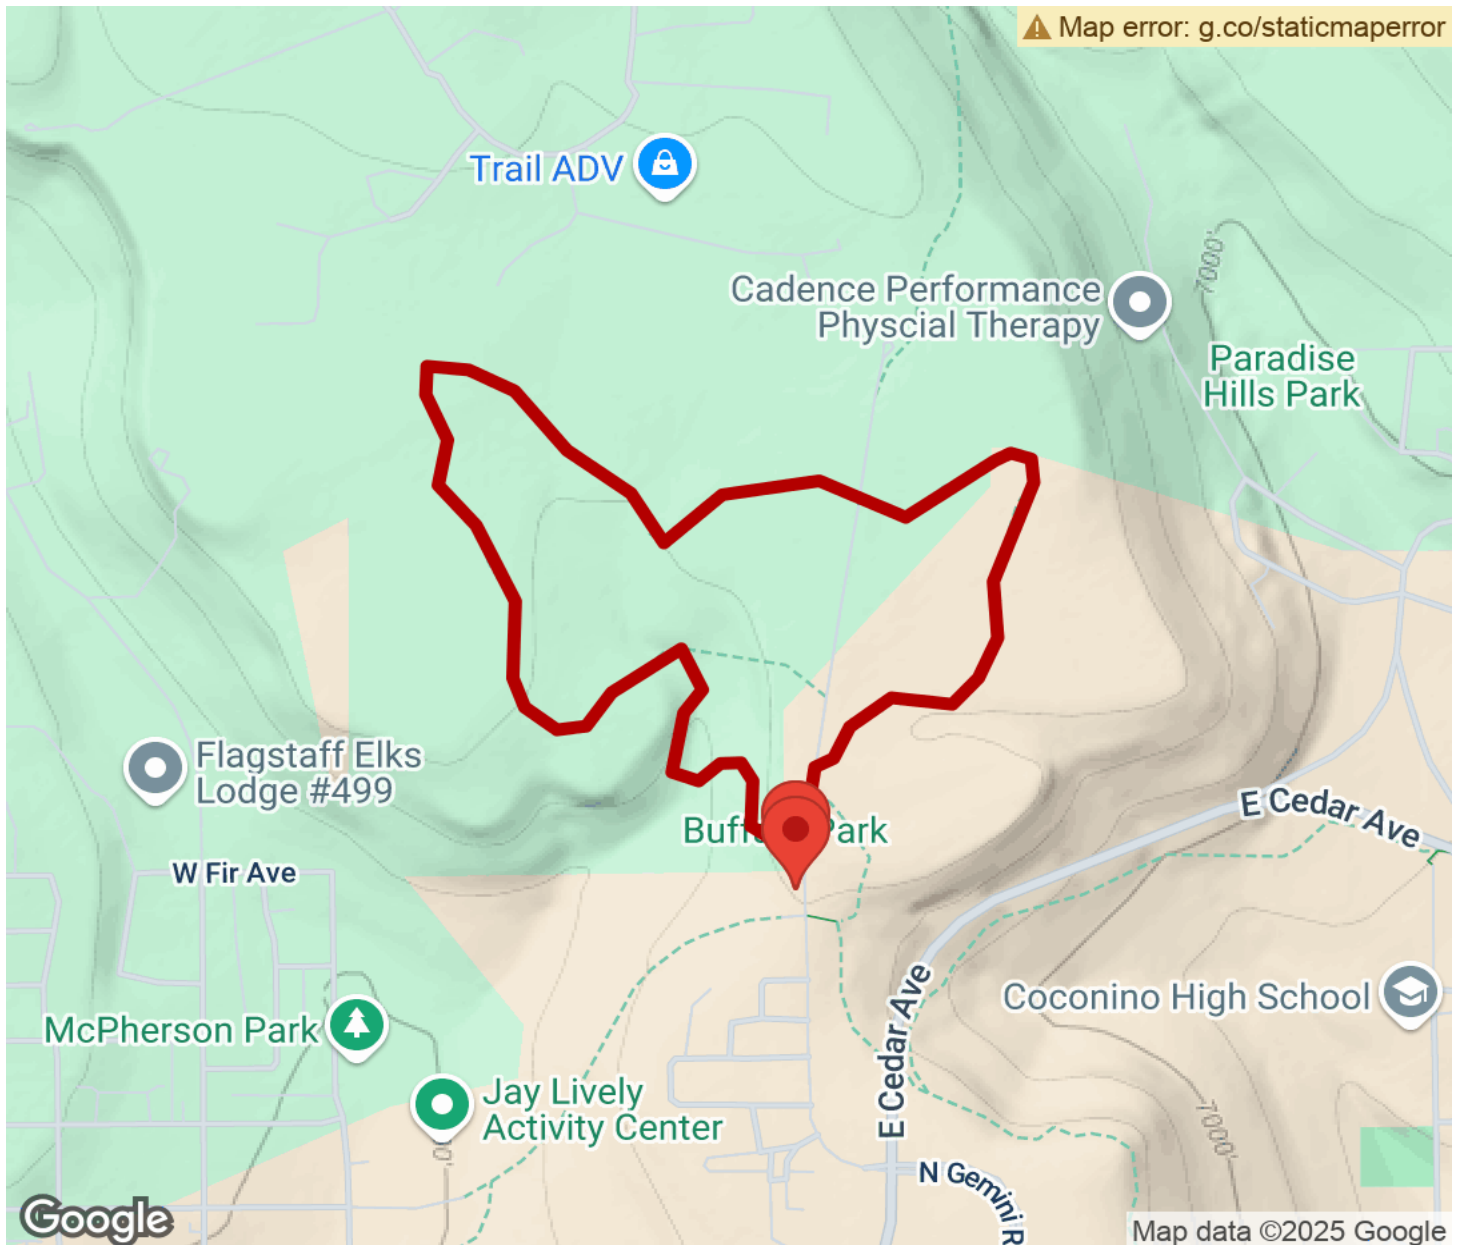 Map error: g.co/staticmaperror
Trail ADV
7000'
Cadence Performance
Physcial Therapy
Paradise
Hills Park
Flagstaff Elks
Lodge #499
E Cedar Ave
Park
W Fir Ave
E Cedar Ave
Coconino High School
McPherson Park
Jay Lively
Activity Center
7000'
N Gemini R
Google
Map data ©2025 Google